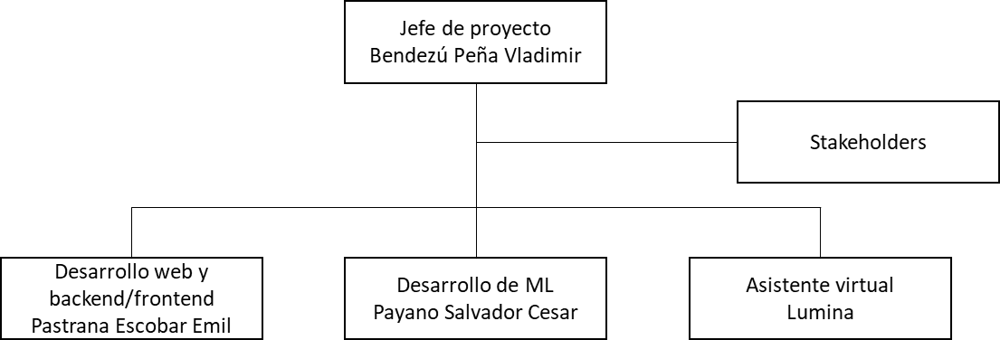 Jefe de proyecto
Bendezú Peña Vladimir
Stakeholders
Desarrollo web y
backend/frontend
Pastrana Escobar Emil
Desarrollo de ML
Payano Salvador Cesar
Asistente virtual
Lumina